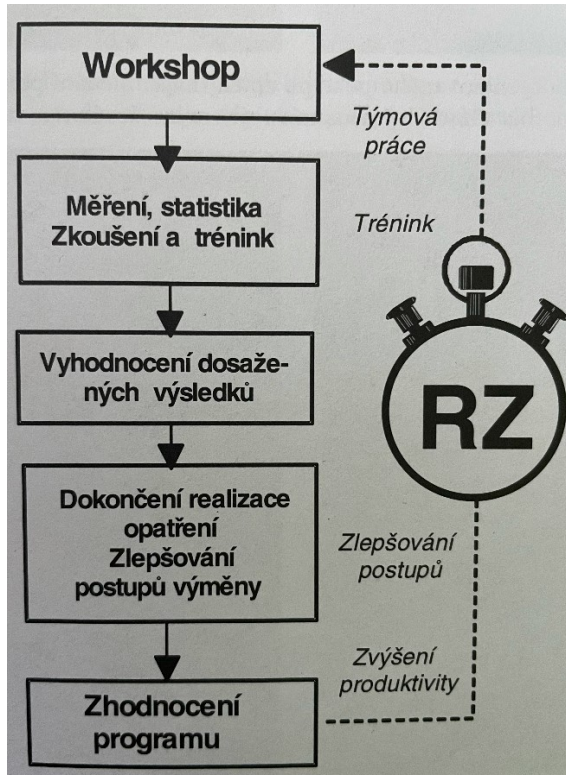 Workshop
Týmová
práce
Měření, statistika
Zkoušení a trénink
Trénink
Vyhodnocení dosaže-
ných výsledků
RZ
Dokončení realizace
opatření
Zlepšování
postupů výměny
Zlepšování
postupů
Zvýšení
produktivity
Zhodnocení
programu